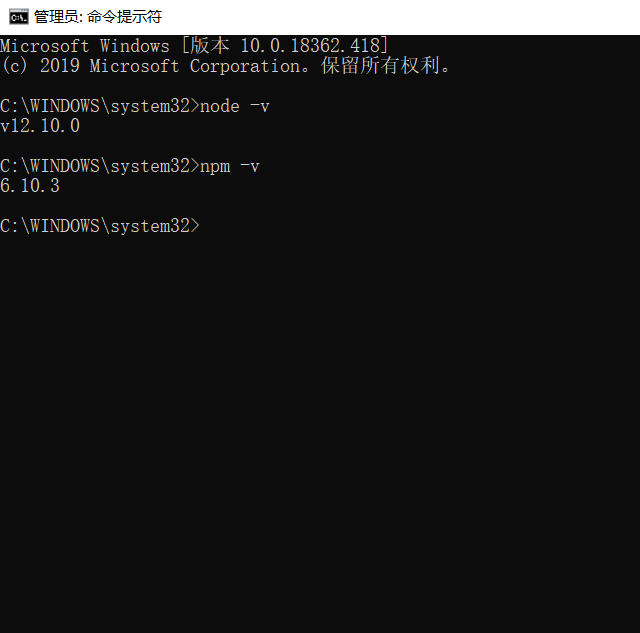 管理员: 命令提示符
Microsoft Windows [版本 10.0.18362.418]
(c) 2019 Microsoft Corporation。保留所有权利。
C:\WINDOWS\system32>node -v
v12.10.0
C:\WINDOWS\system32>npm -v
6.10.3
C:\WINDOWS\system32>